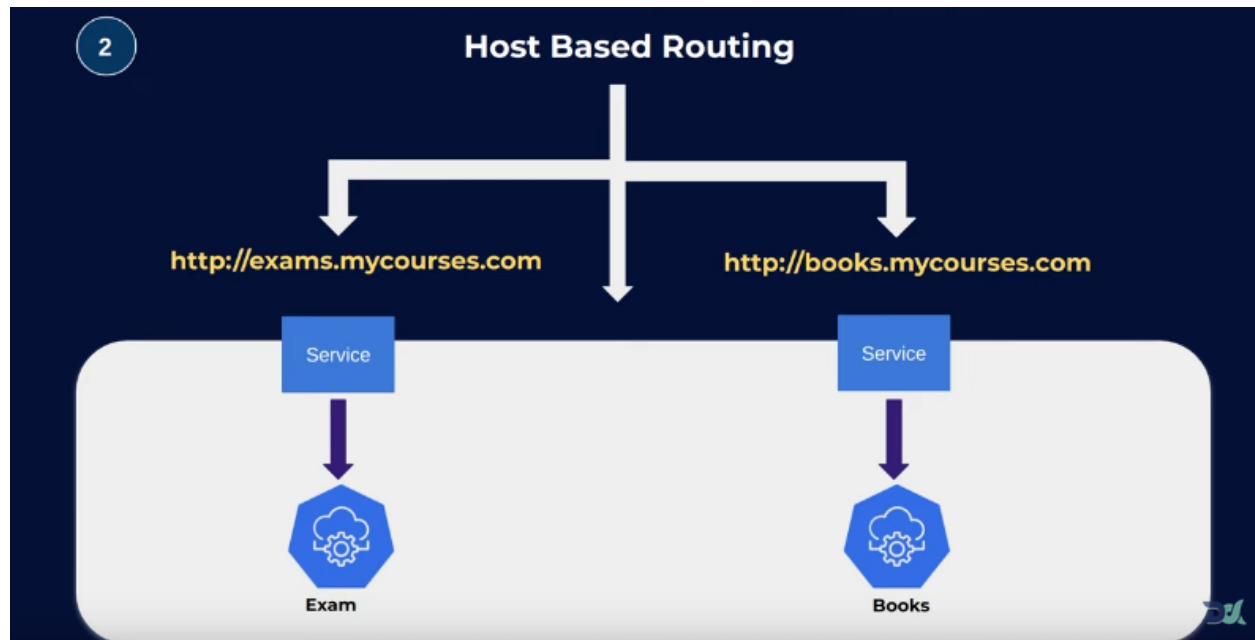 2
Host Based Routing
http://exams.mycourses.com
http://books.mycourses.com
Service
Service
Exam
Books